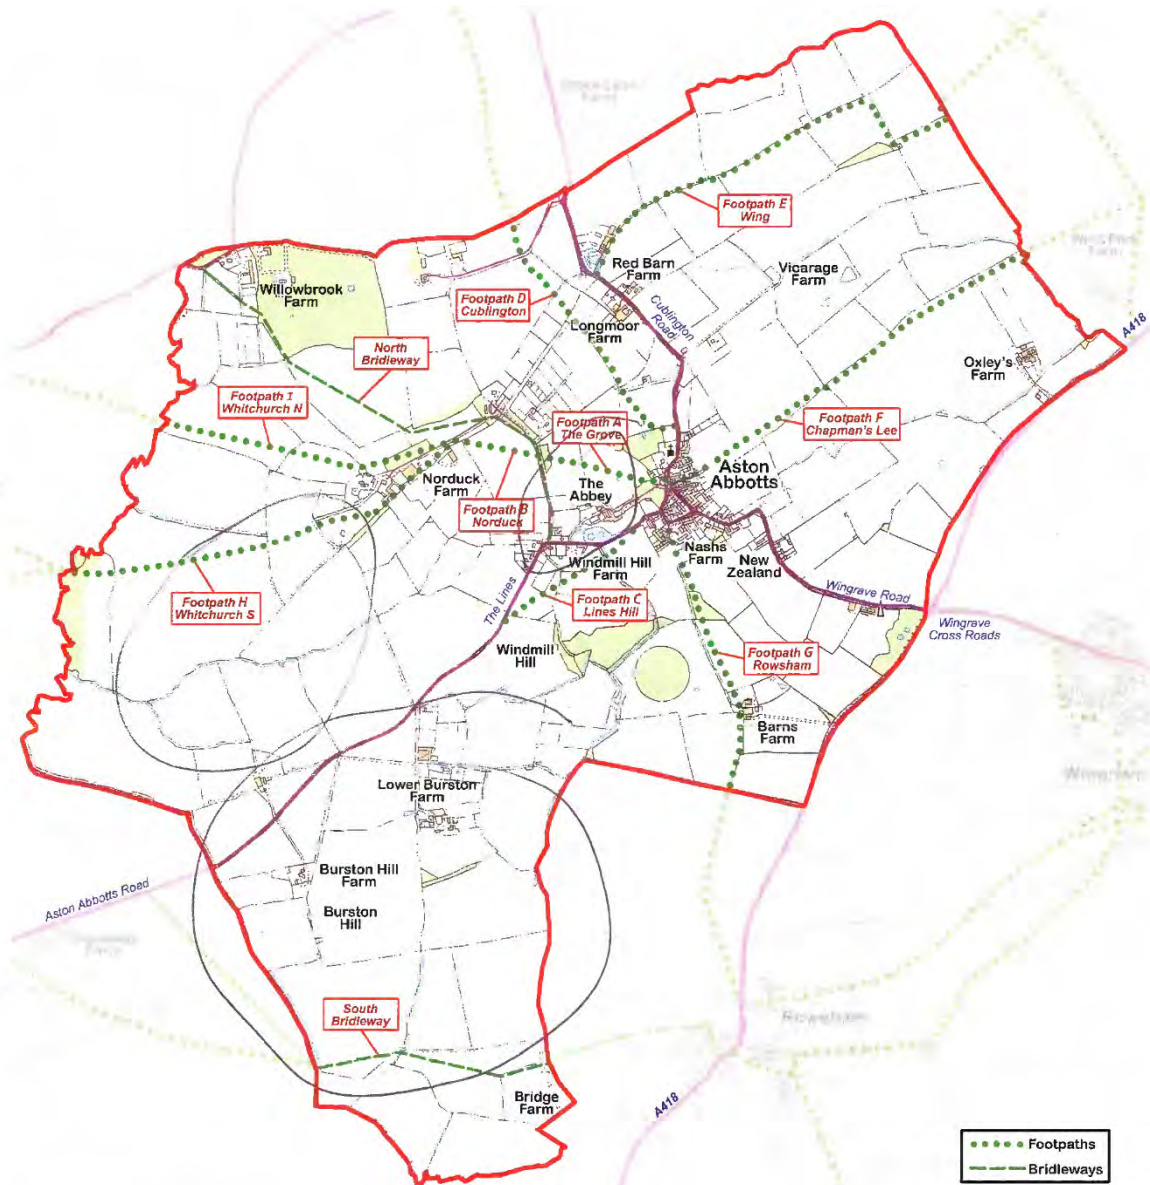 Footpath E
Wing
Red Barn
Farm
Vicarage
Farm
Willowbrook
Farm
Footpath D
Cublington
Cublington
Road
Longmoor
Farm
A418
North
Bridleway
Oxley's
Farm
Footpath I
Whitchurch N
Footpath A
The Grove
Footpath F
Chapman's Lee
Aston
Abbotts
Norduck
Farm
The
Abbey
Footpath B
Norduck
Nashs
Farm
New
Zealand
Windmill Hill
Farm
Wingrave Road
Footpath H
Whitchurch S
The Lines
Footpath C
Lines Hill
Wingrave
Cross Roads
Windmill
Hill
Footpath G
Rowsham
Barns
Farm
Lower Burston
Farm
Burston Hill
Farm
Aston Abbotts Road
Burston
Hill
South
Bridleway
Bridge
Farm
A418
Footpaths
Bridleways